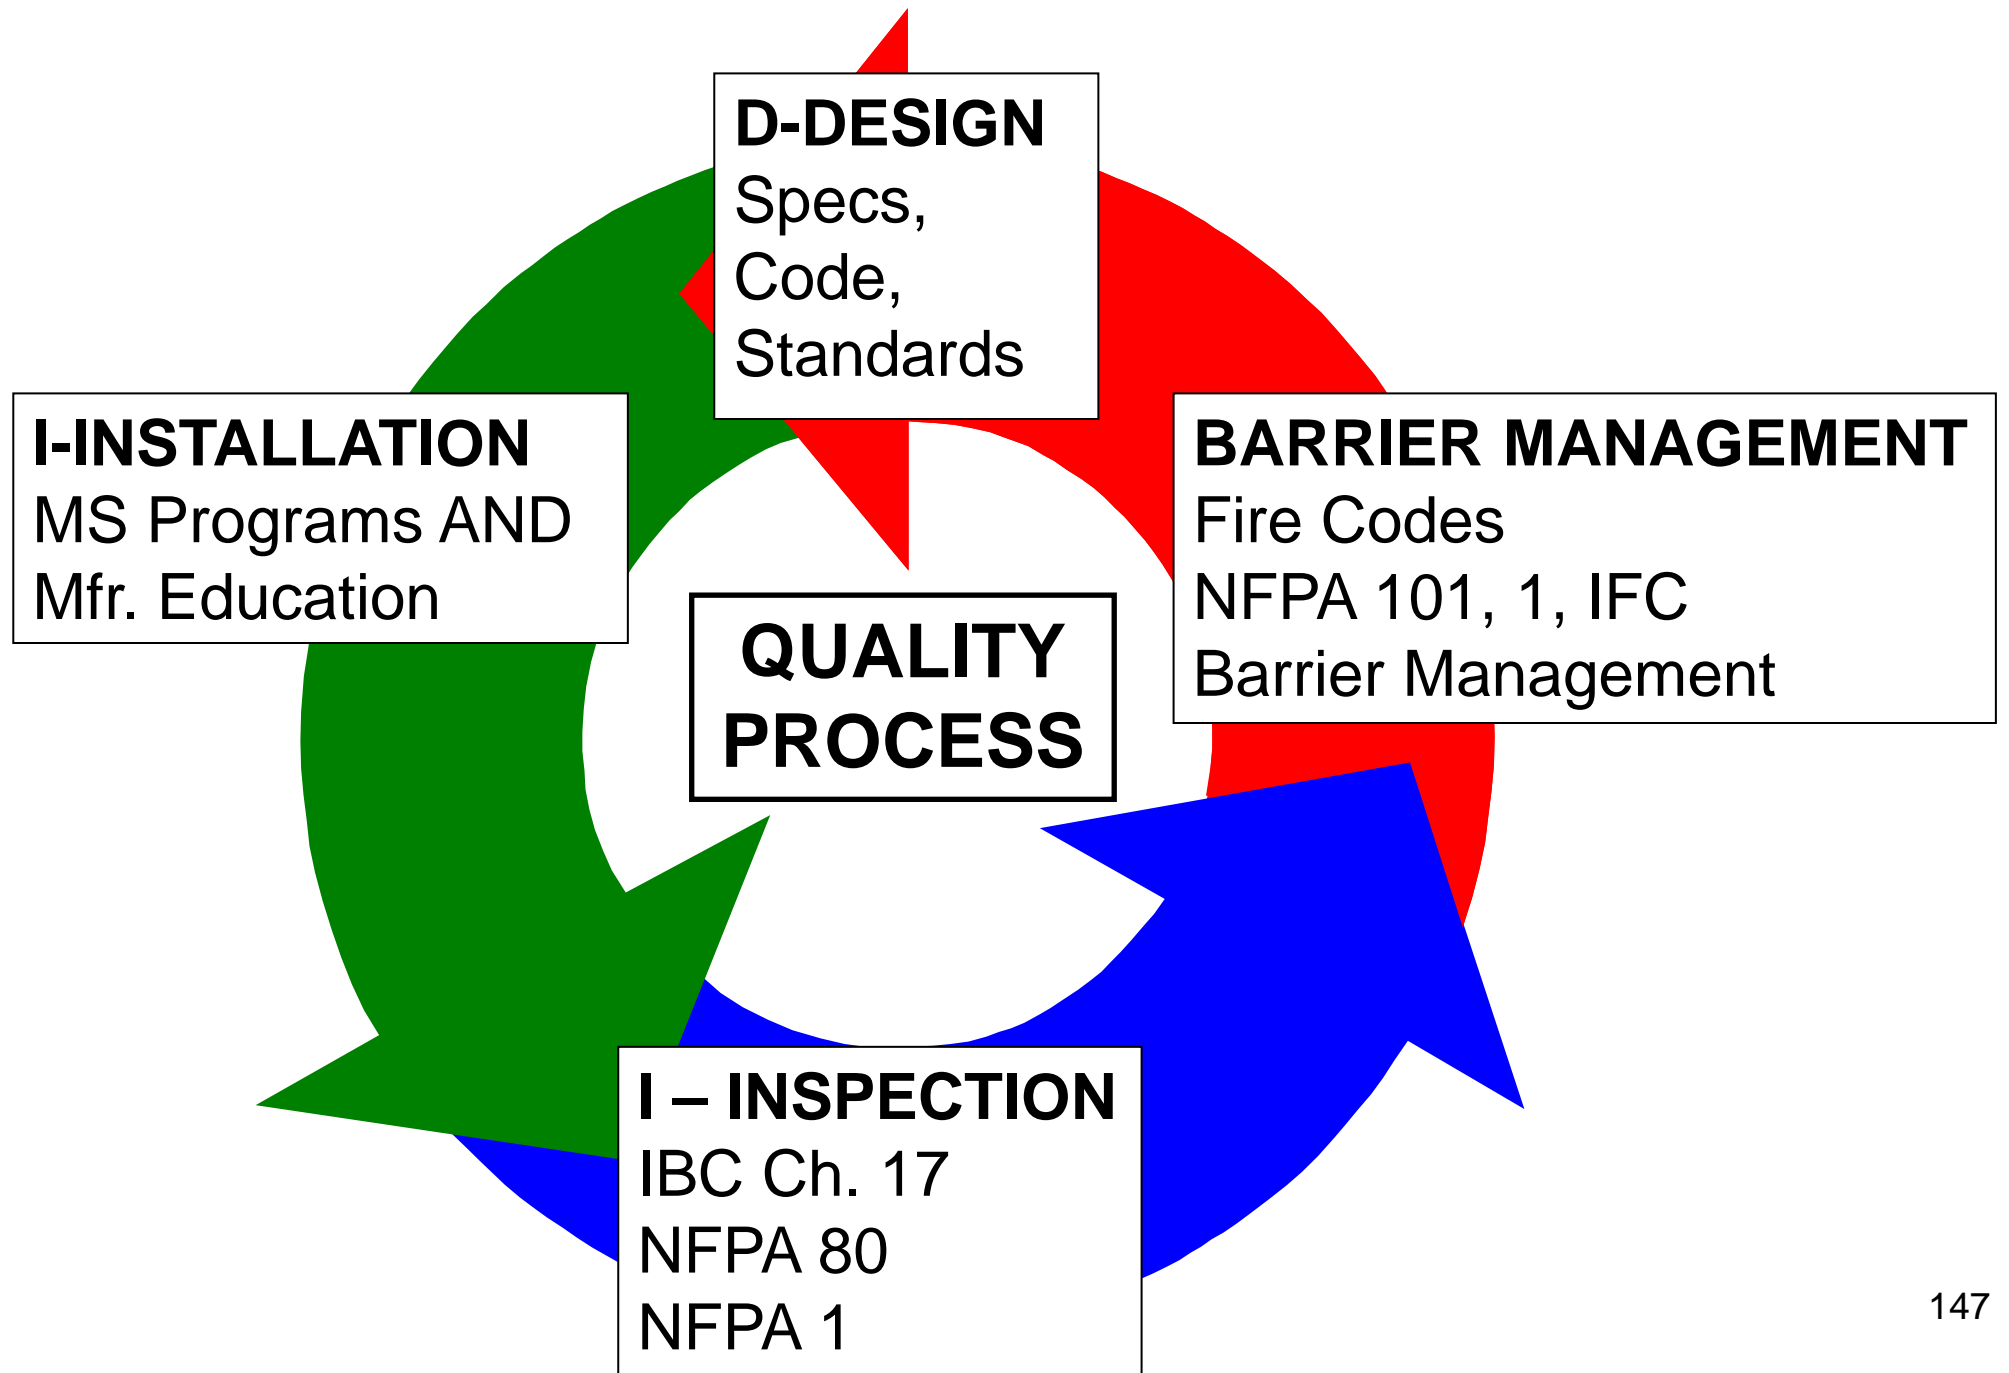 D-DESIGN
Specs,
Code,
Standards
I-INSTALLATION
MS Programs AND
Mfr. Education
BARRIER MANAGEMENT
Fire Codes
NFPA 101, 1, IFC
Barrier Management
QUALITY
PROCESS
I – INSPECTION
IBC Ch. 17
NFPA 80
NFPA 1
147